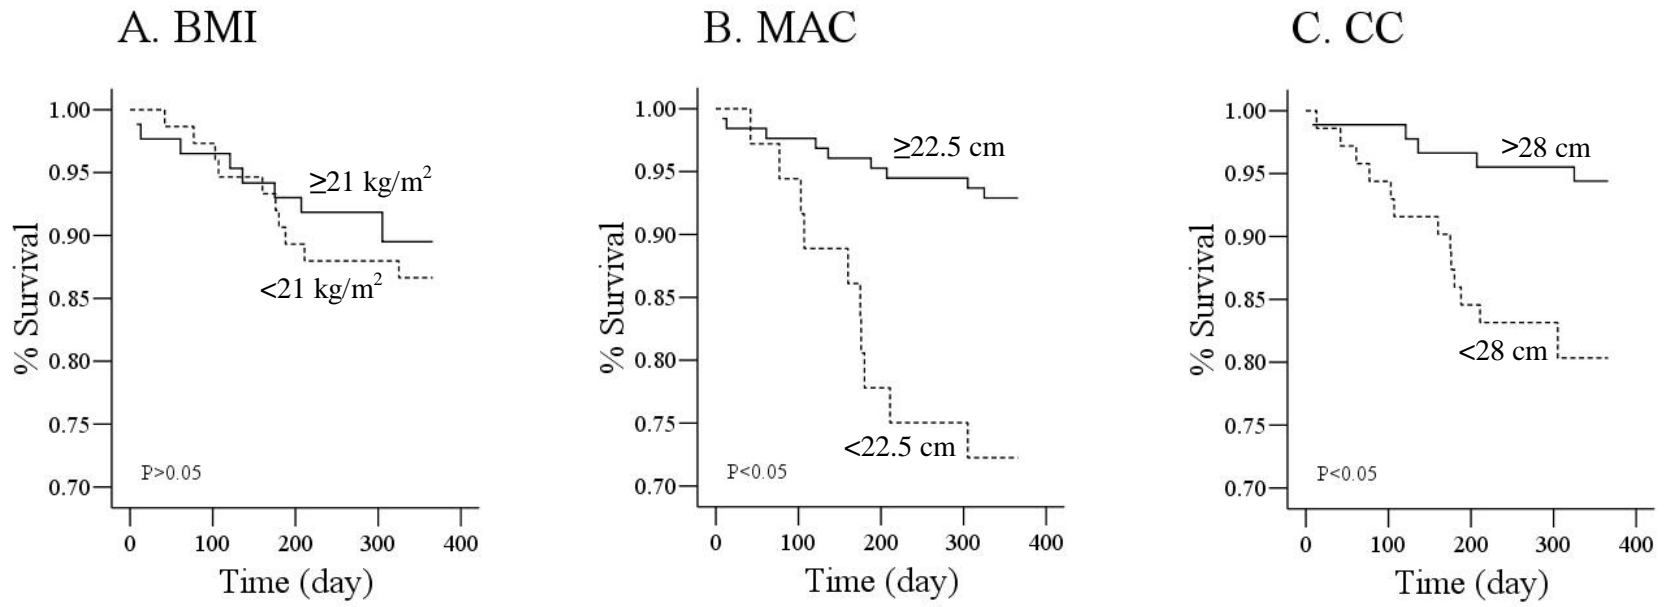 A. BMI
1.00
0.95
0.90
0.85
0.80
0.75
0.70
% Survival
≥21 kg/m²
<21 kg/m²
P>0.05
0 100 200 300 400
Time (day)
B. MAC
1.00
0.95
0.90
0.85
0.80
0.75
0.70
% Survival
≥22.5 cm
<22.5 cm
P<0.05
0 100 200 300 400
Time (day)
C. CC
1.00
0.95
0.90
0.85
0.80
0.75
0.70
% Survival
>28 cm
<28 cm
P<0.05
0 100 200 300 400
Time (day)